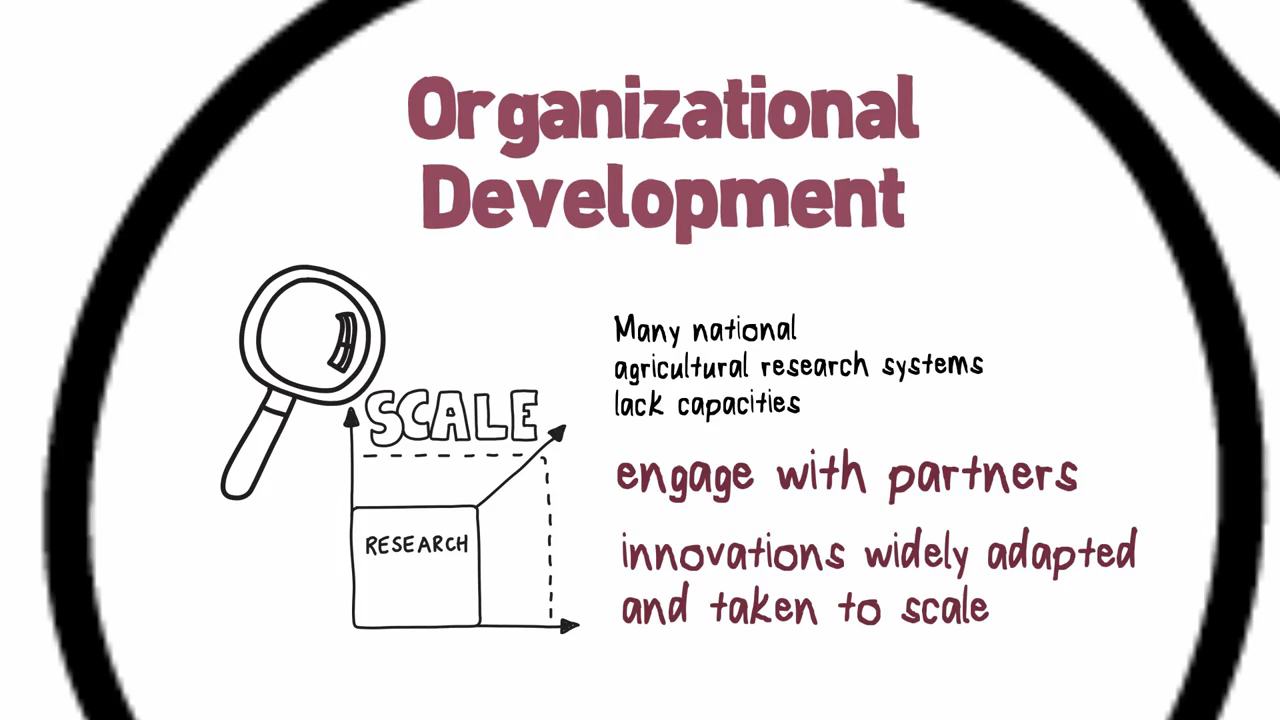 Organizational
Development
SCALE
RESEARCH
Many national
agricultural research systems
lack capacities
engage with partners
innovations widely adapted
and taken to scale